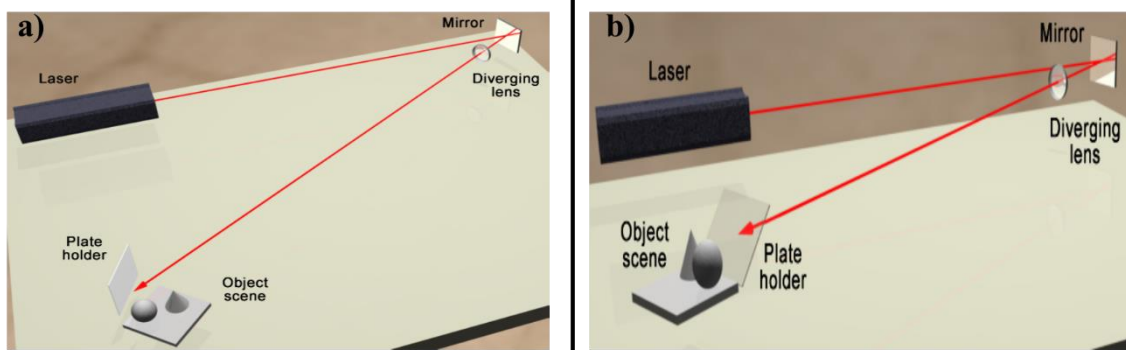 a)
Mirror
Laser
Diverging
lens
Plate
holder
Object
scene
b)
Mirror
Laser
Diverging
lens
Object
scene
Plate
holder